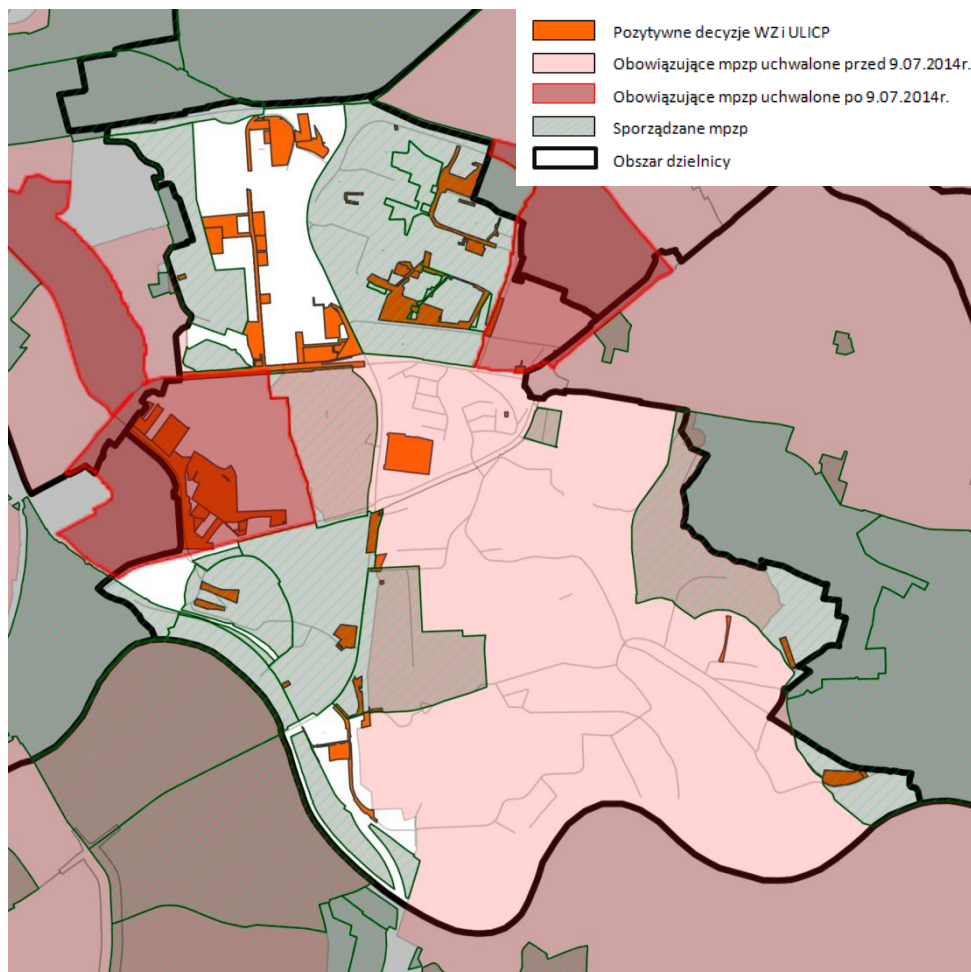 Pozytywne decyzje WZ i ULICP
Obowiązujące mpzp uchwalone przed 9.07.2014r.
Obowiązujące mpzp uchwalone po 9.07.2014r.
Sporządzane mpzp
Obszar dzielnicy